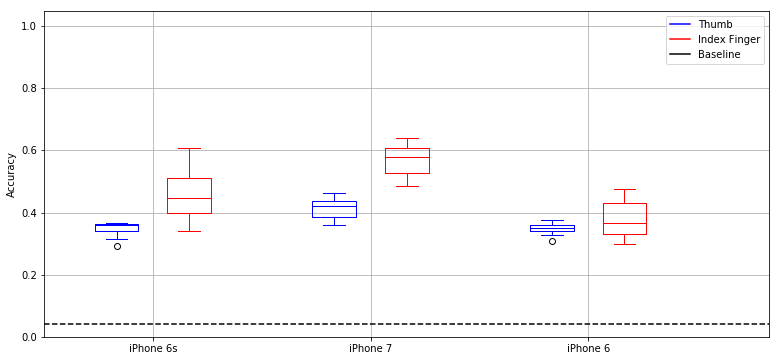 1.0
0.8
0.6
0.4
0.2
0.0
Accuracy
Thumb
Index Finger
Baseline
iPhone 6s
iPhone 7
iPhone 6